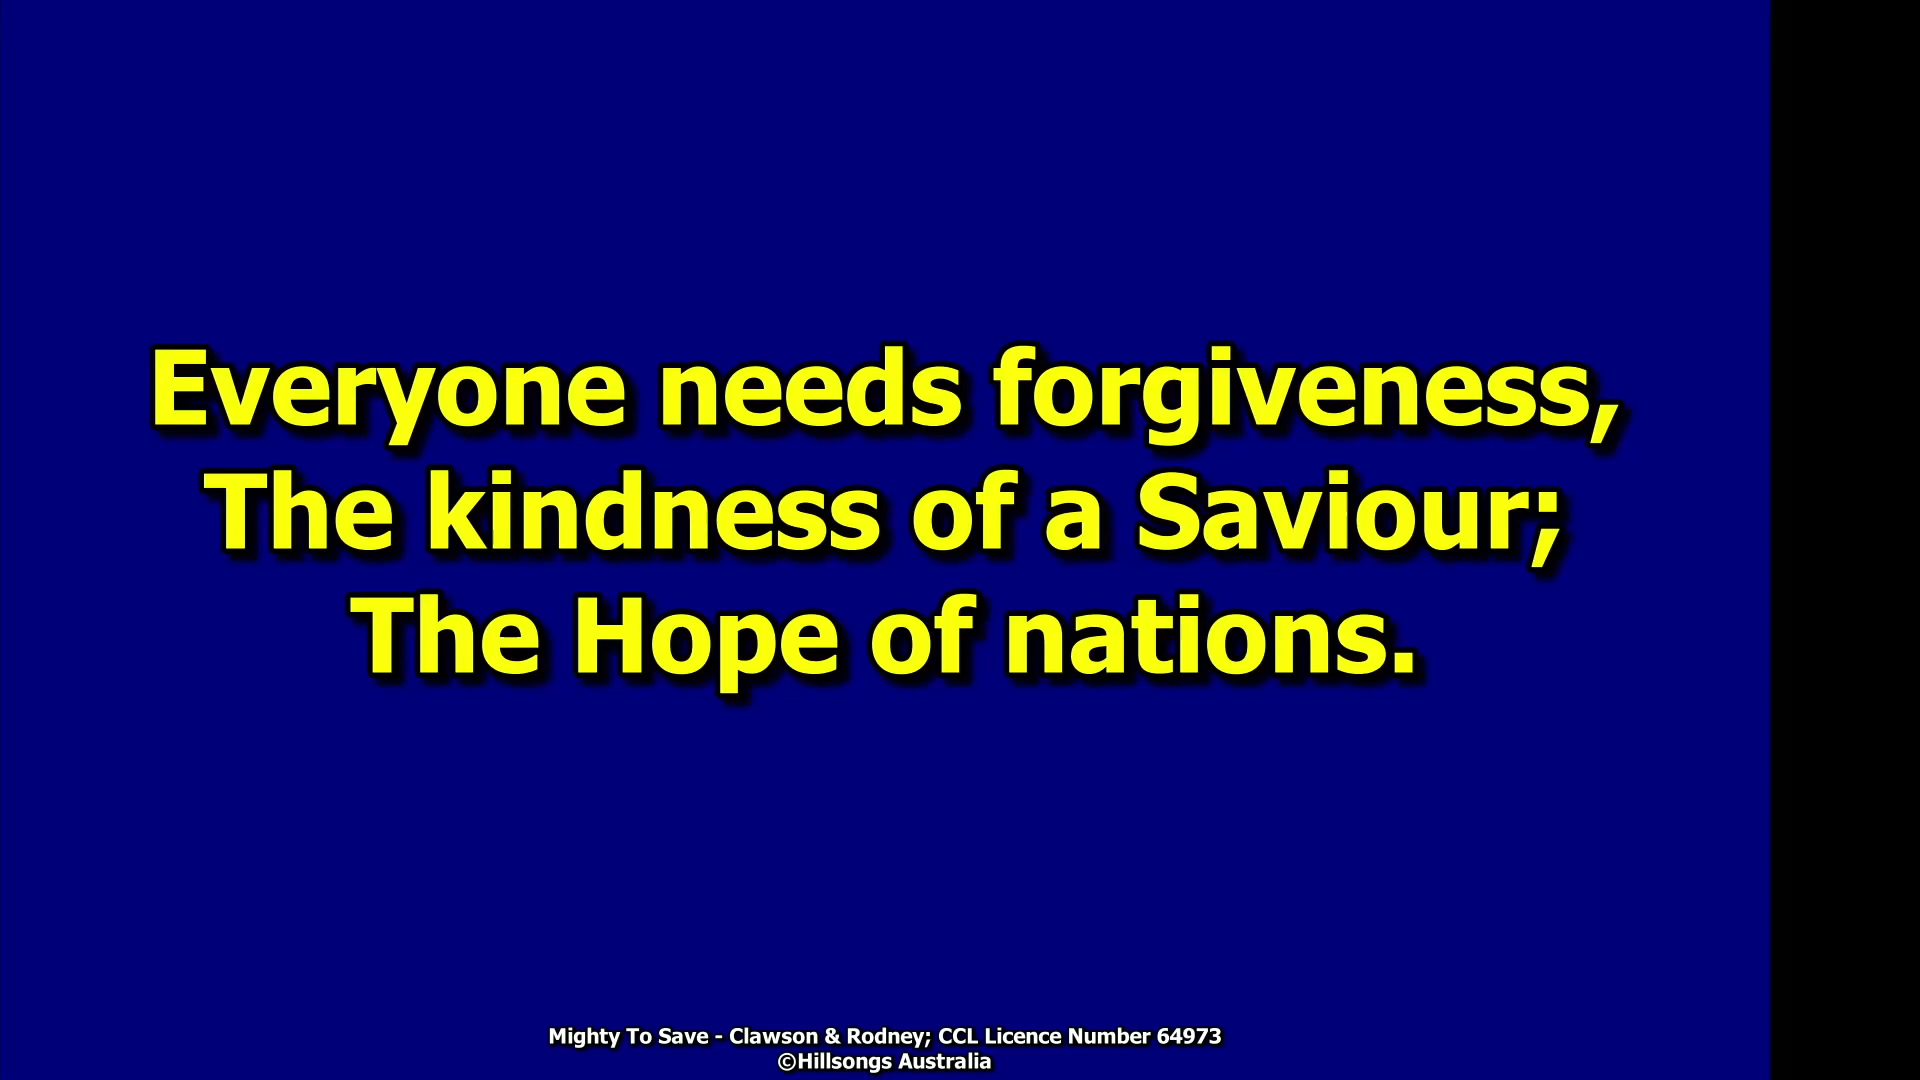 Everyone needs forgiveness,
The kindness of a Saviour;
The Hope of nations.
Mighty To Save - Clawson & Rodney; CCL Licence Number 64973
©Hillsongs Australia